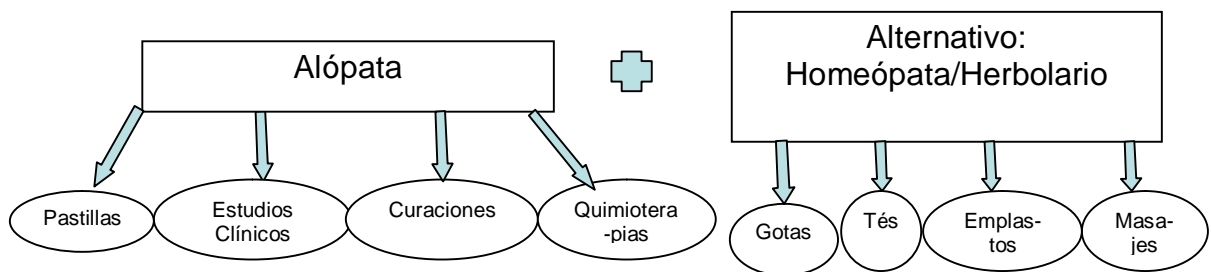 Alópata
Alternativo:
Homeópata/Herbolario
Pastillas
Estudios
Clínicos
Curaciones
Quimiotera
-pias
Gotas
Tés
Emplas-
tos
Masa-
jes